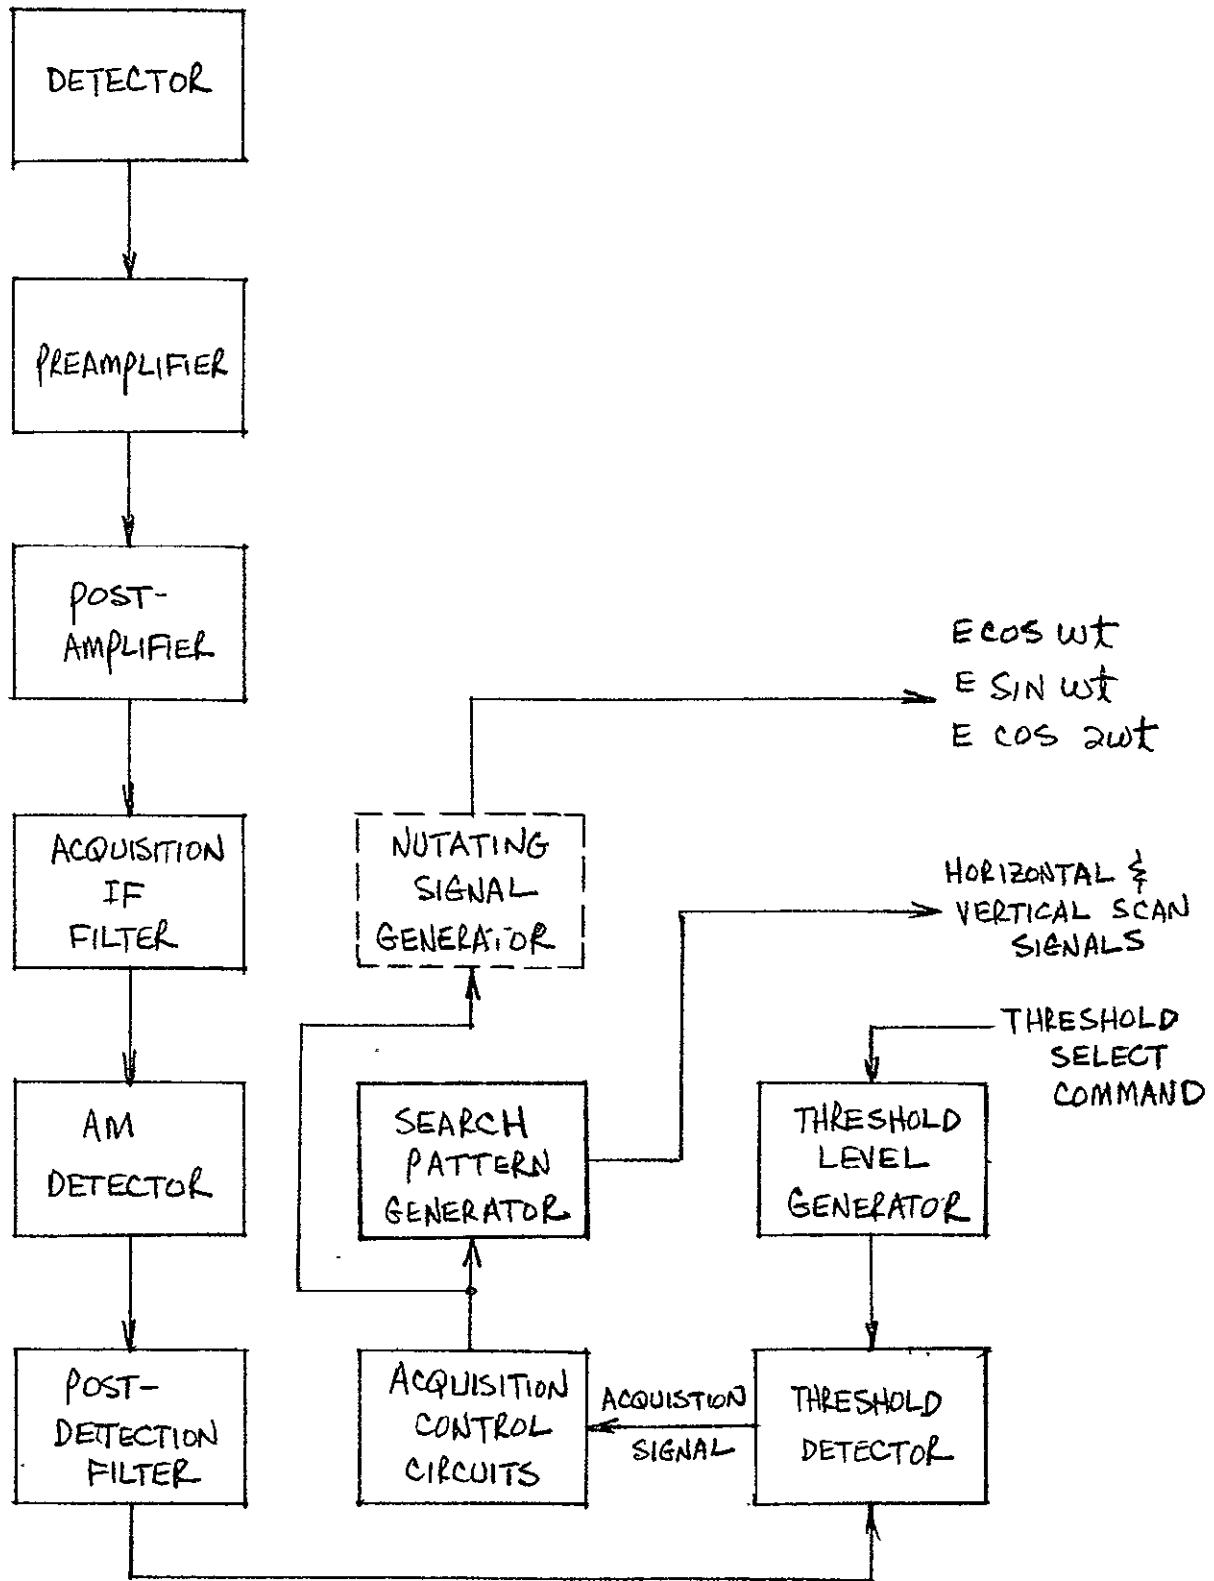 DETECTOR
PREAMPLIFIER
POST-
AMPLIFIER
ACQUISITION
IF
FILTER
AM
DETECTOR
POST-
DETECTION
FILTER
E COS ωt
E SIN ωt
E COS 2ωt
NUTATING
SIGNAL
GENERATOR
HORIZONTAL &
VERTICAL SCAN
SIGNALS
THRESHOLD
SELECT
COMMAND
SEARCH
PATTERN
GENERATOR
THRESHOLD
LEVEL
GENERATOR
ACQUISITION
CONTROL
CIRCUITS
ACQUISTION
SIGNAL
THRESHOLD
DETECTOR